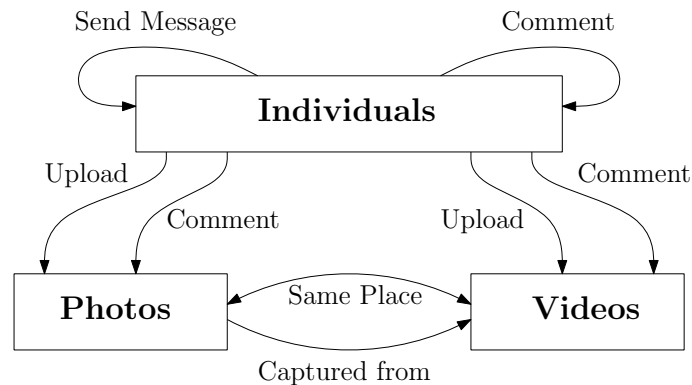 Send Message
Comment
Individuals
Upload
Comment
Comment
Upload
Photos
Same Place
Videos
Captured from